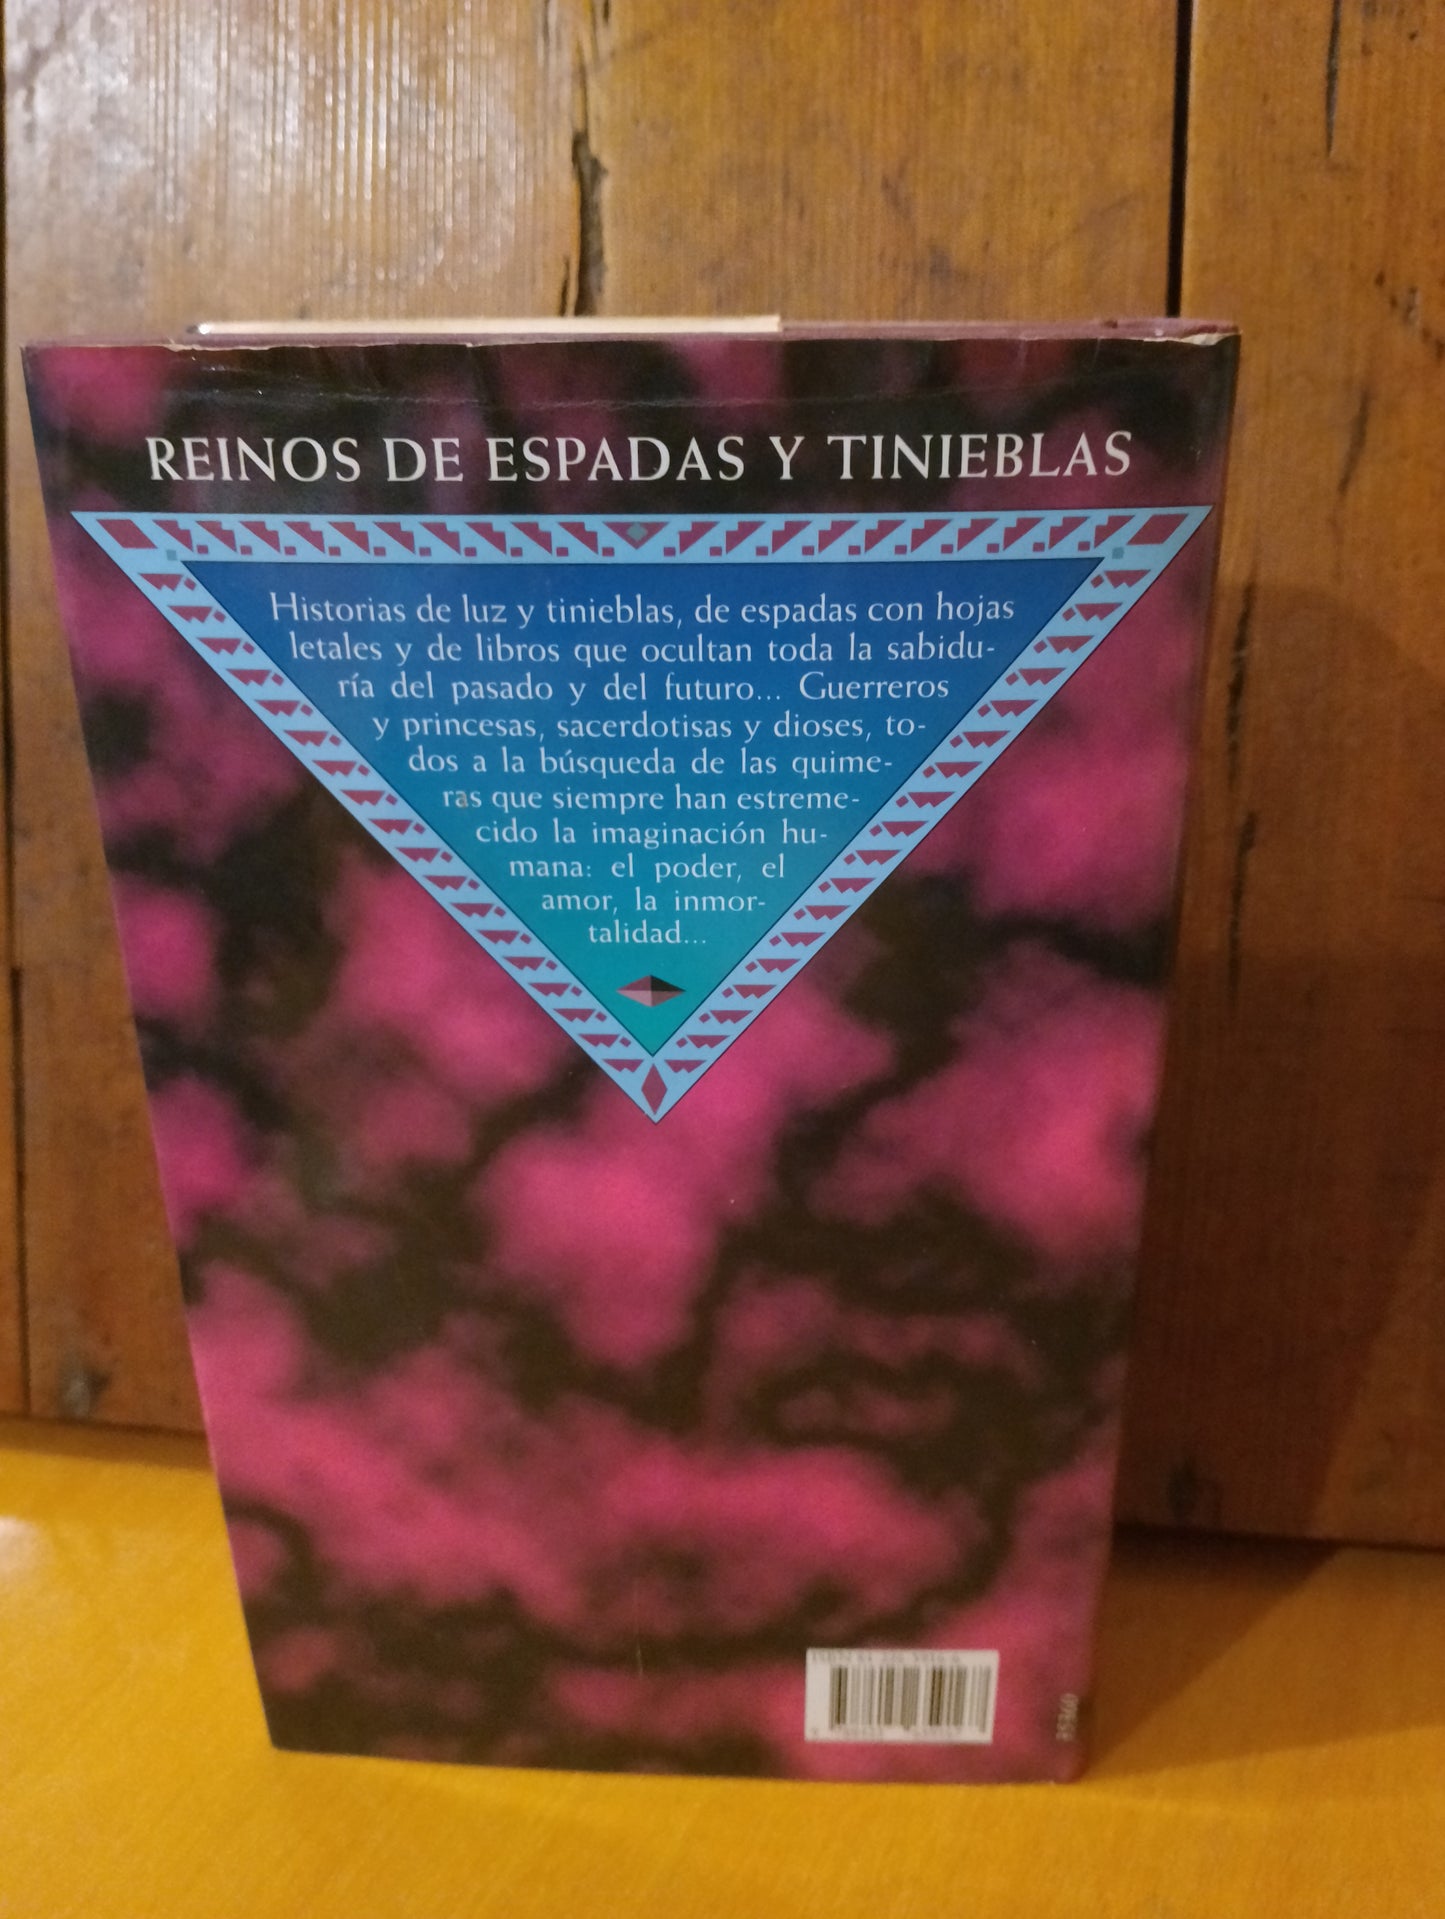 REINOS DE ESPADAS Y TINIEBLAS
Historias de luz y tinieblas, de espadas con hojas
letales y de libros que ocultan toda la sabidu-
ría del pasado y del futuro... Guerreros
y princesas, sacerdotisas y dioses, to-
dos a la búsqueda de las quime-
ras que siempre han estreme-
cido la imaginación hu-
mana: el poder, el
amor, la inmor-
talidad...
ISBN
35360